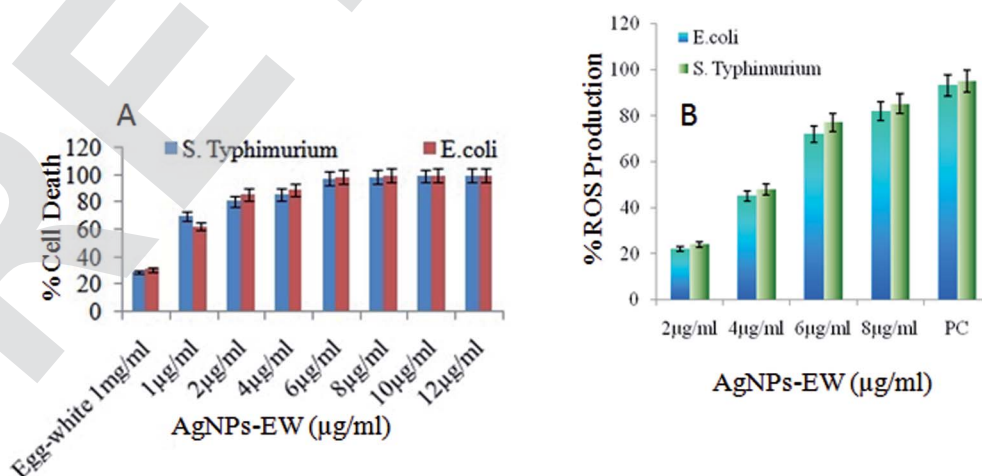 A
S. Typhimurium
E.coli
120
100
80
60
40
20
0
% Cell Death
Egg-white 1mg/ml
1µg/ml
2µg/ml
4µg/ml
6µg/ml
8µg/ml
10µg/ml
12µg/ml
AgNPs-EW (µg/ml)
B
E.coli
S. Typhimurium
120
100
80
60
40
20
0
%ROS Production
2µg/ml 4µg/ml 6µg/ml 8µg/ml PC
AgNPs-EW (µg/ml)